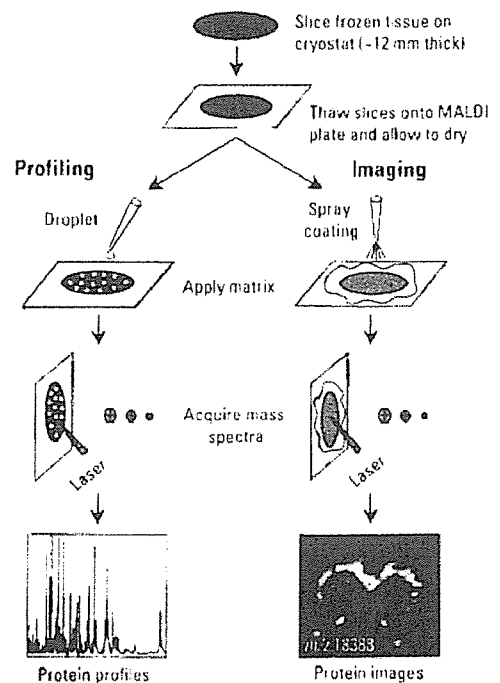 Slice frozen tissue on
cryostat (~12 mm thick)
Thaw slices onto MALDI
plate and allow to dry
Profiling
Imaging
Droplet
Spray
coating
Apply matrix
Acquire mass
spectra
Laser
Laser
m/z 18388
Protein profiles
Protein images